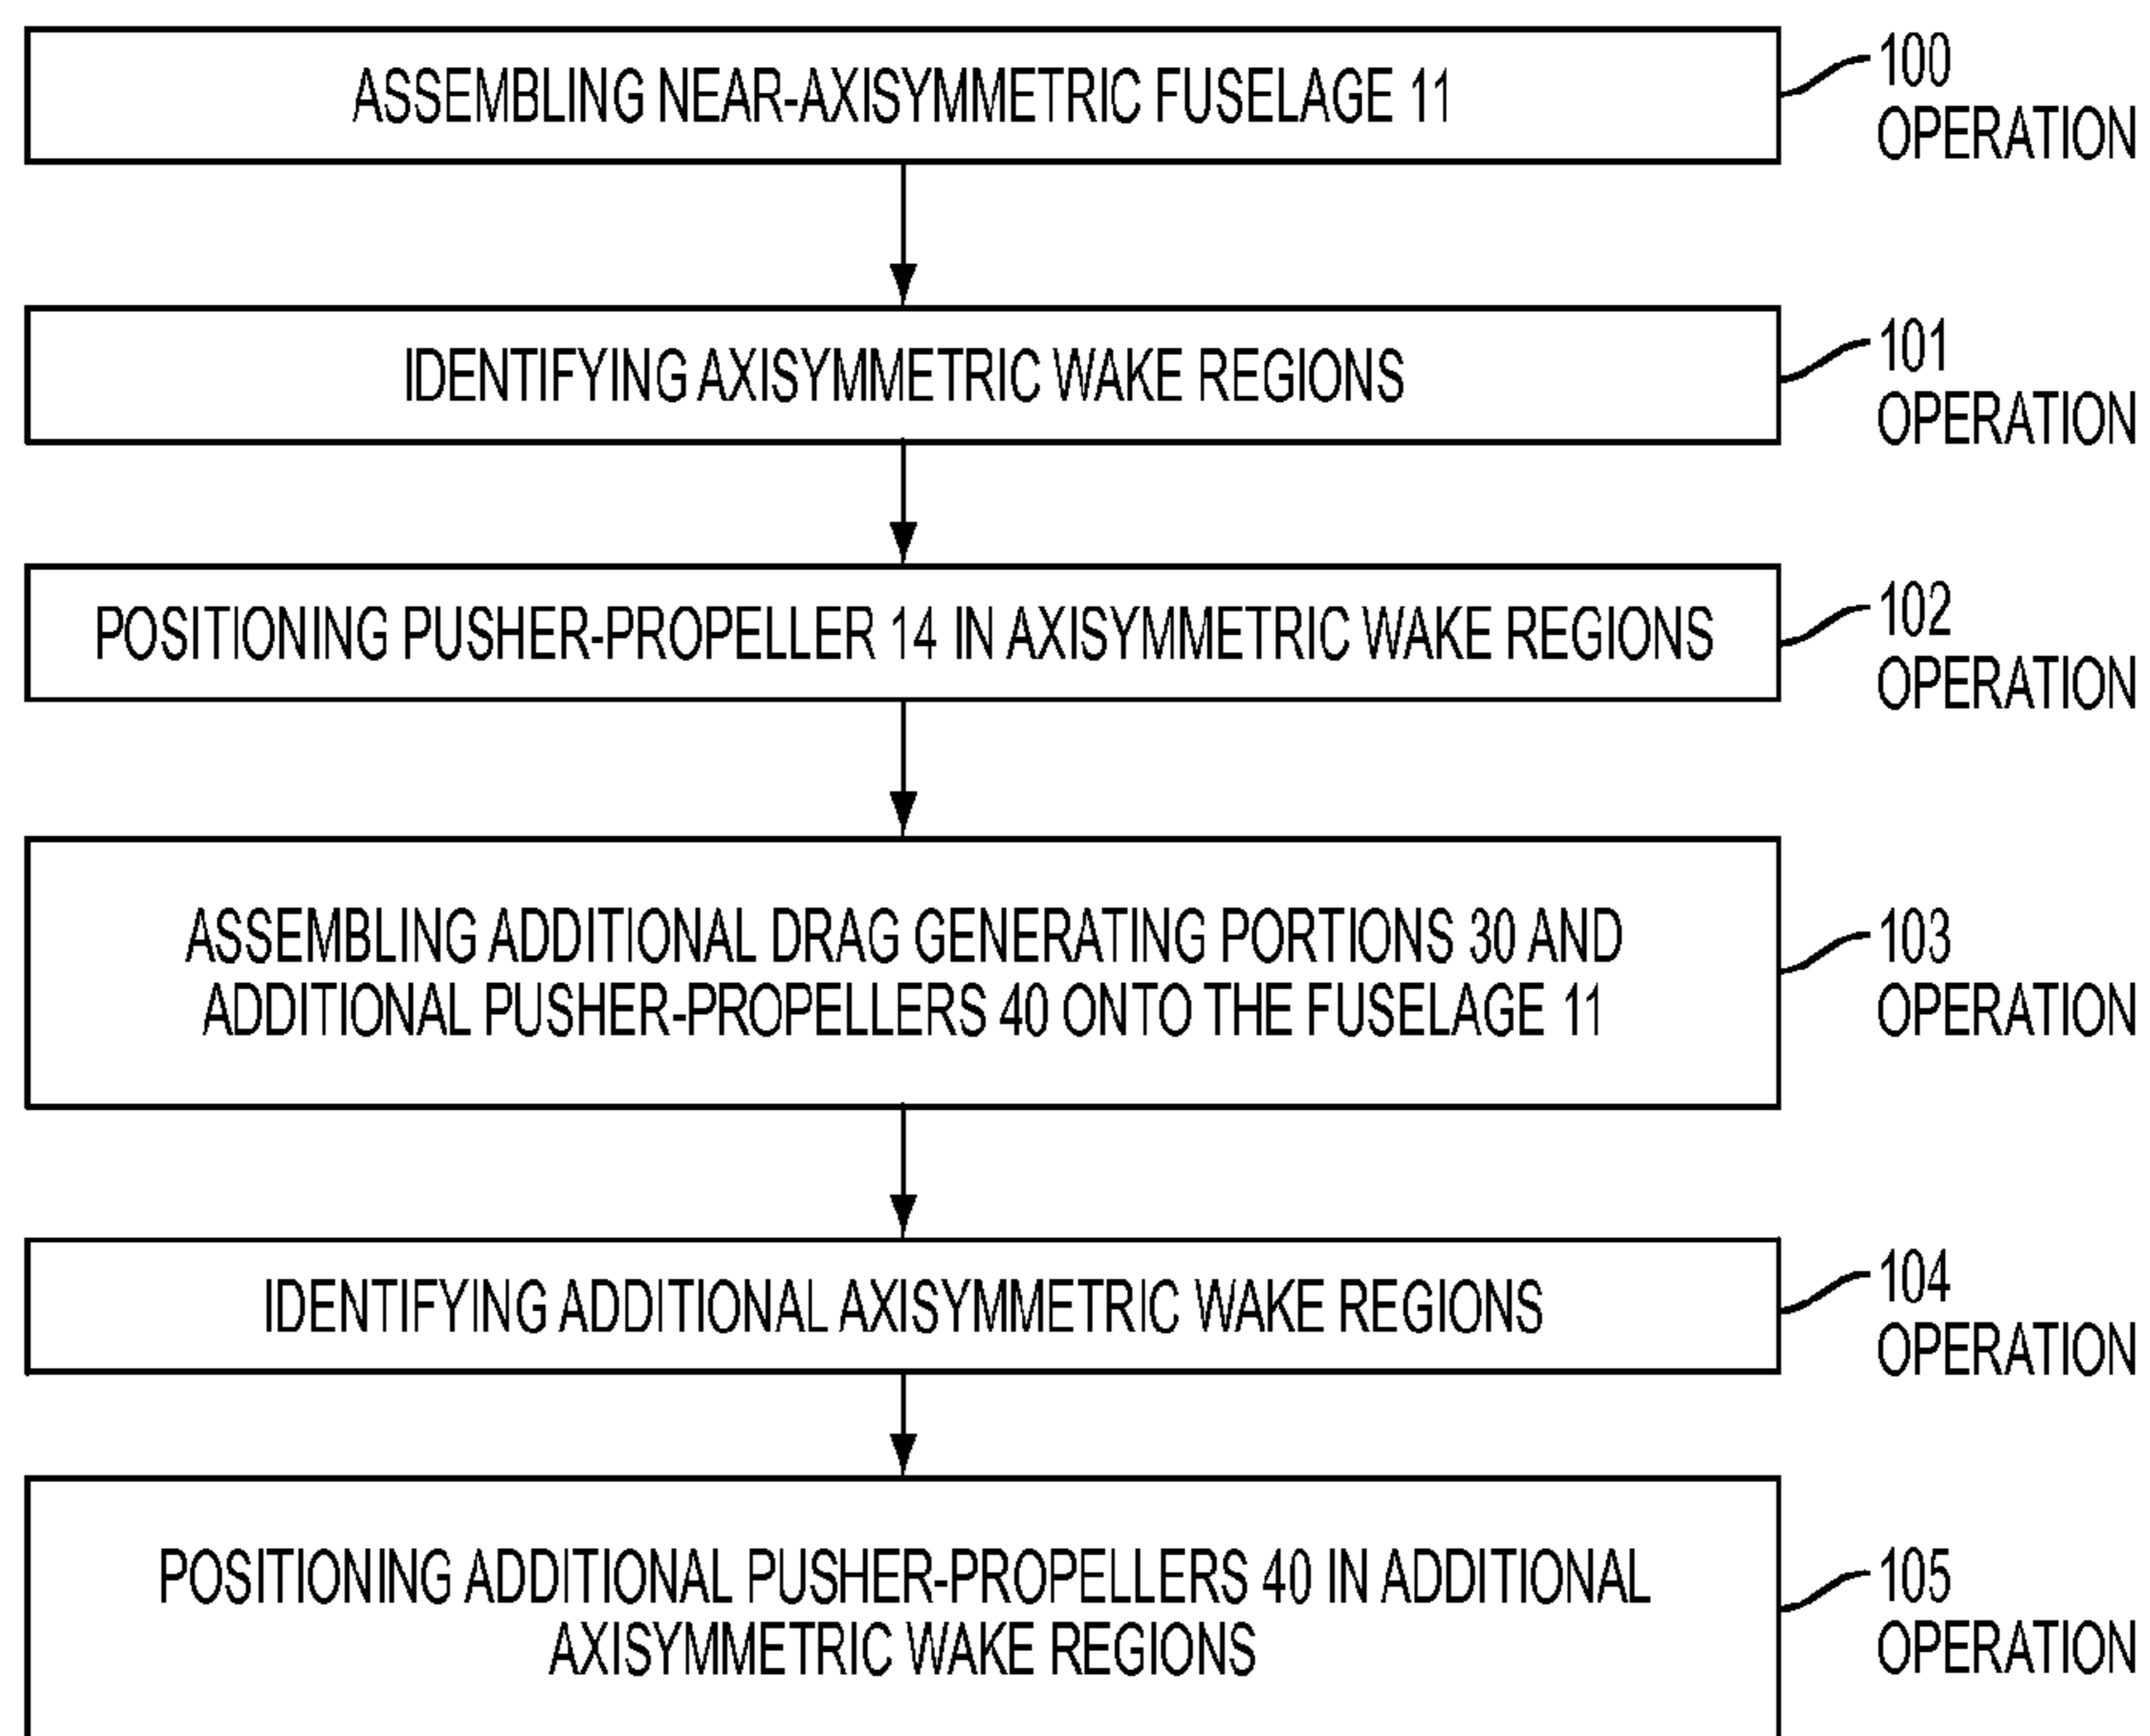 ASSEMBLING NEAR-AXISYMMETRIC FUSELAGE 11
100
OPERATION
IDENTIFYING AXISYMMETRIC WAKE REGIONS
101
OPERATION
POSITIONING PUSHER-PROPELLER 14 IN AXISYMMETRIC WAKE REGIONS
102
OPERATION
ASSEMBLING ADDITIONAL DRAG GENERATING PORTIONS 30 AND
ADDITIONAL PUSHER-PROPELLERS 40 ONTO THE FUSELAGE 11
103
OPERATION
IDENTIFYING ADDITIONAL AXISYMMETRIC WAKE REGIONS
104
OPERATION
POSITIONING ADDITIONAL PUSHER-PROPELLERS 40 IN ADDITIONAL
AXISYMMETRIC WAKE REGIONS
105
OPERATION